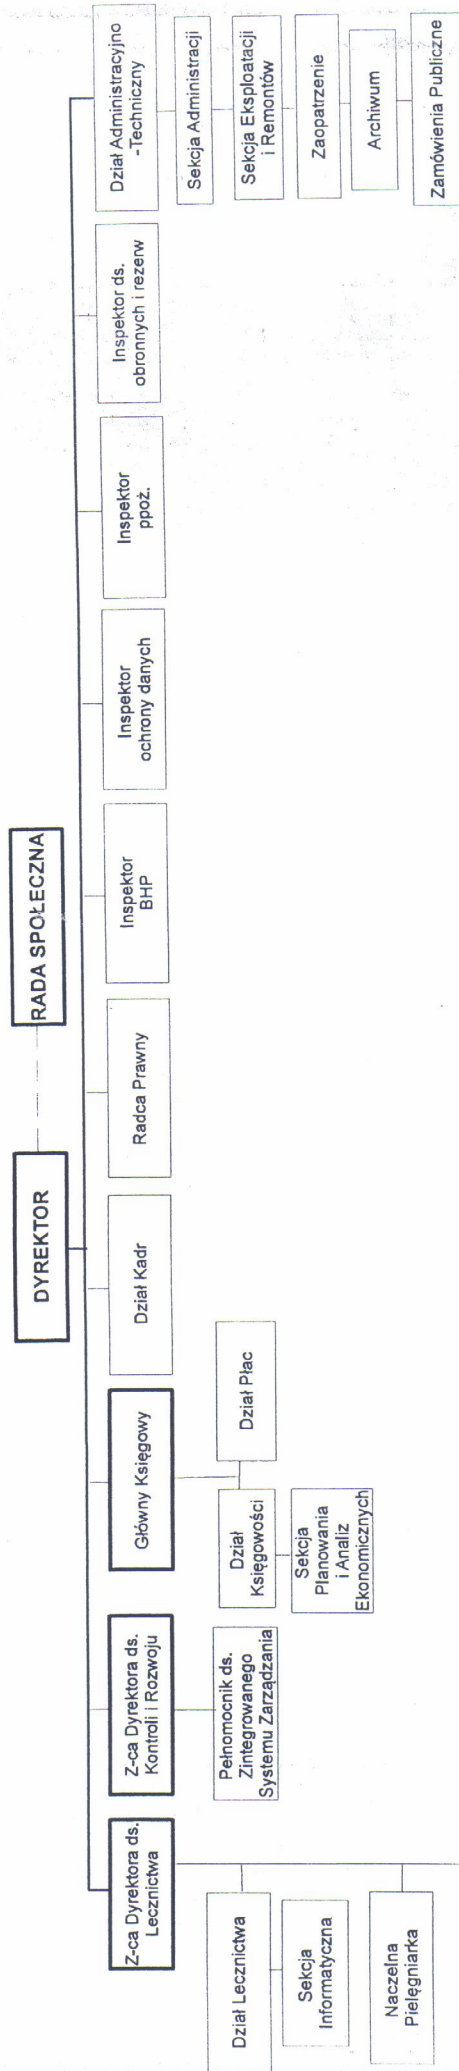 DYREKTOR
RADA SPOŁECZNA
Z-ca Dyrektora ds.
Lecznictwa
Z-ca Dyrektora ds.
Kontroli i Rozwoju
Główny Księgowy
Dział Kadr
Radca Prawny
Inspektor
BHP
Inspektor
ochrony danych
Inspektor
ppoż.
Inspektor ds.
obronnych i rezerw
Dział Administracyjno
-Techniczny
Dział Lecznictwa
Sekcja
Informatyczna
Naczelna
Pielęgniarka
Pełnomocnik ds.
Zintegrowanego
Systemu Zarządzania
Dział
Księgowości
Dział Płac
Sekcja
Planowania
i Analiz
Ekonomicznych
Sekcja Administracji
Sekcja Eksploatacji
i Remontów
Zaopatrzenie
Archiwum
Zamówienia Publiczne